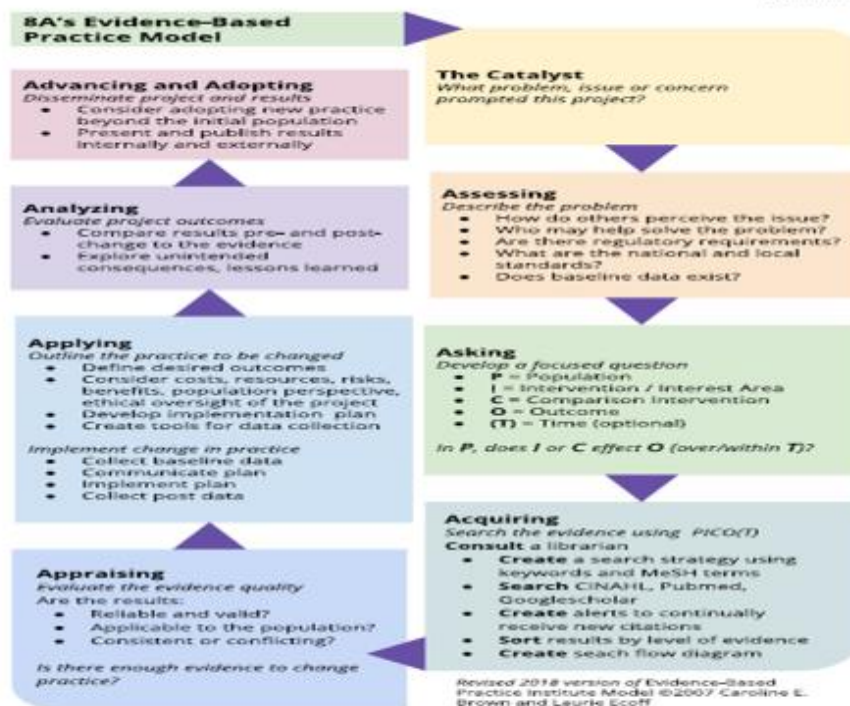 8A's Evidence-Based
Practice Model
The Catalyst
What problem, issue or concern
prompted this project?
Assessing
Describe the problem
• How do others perceive the issue?
• Who may help solve the problem?
• Are there regulatory requirements?
• What are the national and local
standards?
• Does baseline data exist?
Asking
Develop a focused question
• P = Population
• I = Intervention / Interest Area
• C = Comparison Intervention
• O = Outcome
• (T) = Time (optional)
In P, does I or C effect O (over/within T)?
Acquiring
Search the evidence using PICO(T)
Consult a librarian
• Create a search strategy using
keywords and MeSH terms
• Search CINAHL, Pubmed,
Googlescholar
• Create alerts to continually
receive new citations
• Sort results by level of evidence
• Create seach flow diagram
Appraising
Evaluate the evidence quality
Are the results:
• Reliable and valid?
• Applicable to the population?
• Consistent or conflicting?
Is there enough evidence to change
practice?
Applying
Outline the practice to be changed
• Define desired outcomes
• Consider costs, resources, risks,
benefits, population perspective,
ethical oversight of the project
• Develop implementation plan
• Create tools for data collection
Implement change in practice
• Collect baseline data
• Communicate plan
• Implement plan
• Collect post data
Analyzing
Evaluate project outcomes
• Compare results pre- and post-
change to the evidence
• Explore unintended
consequences, lessons learned
Advancing and Adopting
Disseminate project and results
• Consider adopting new practice
beyond the initial population
• Present and publish results
internally and externally
Revised 2018 version of Evidence-Based
Practice Institute Model ©2007 Caroline E.
Brown and Laurie Ecoff